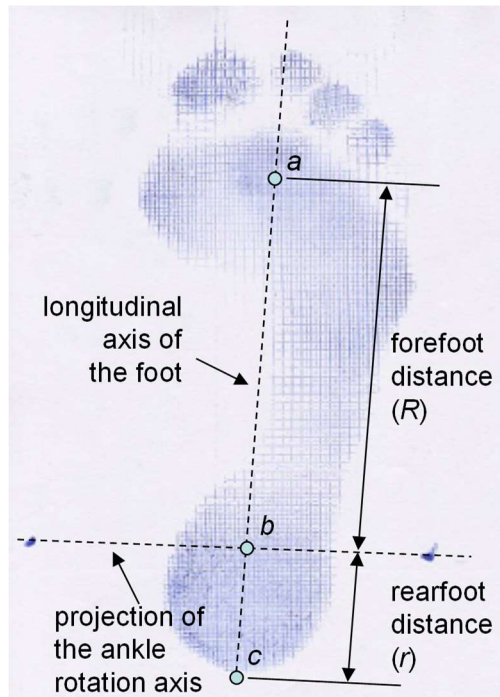 a
longitudinal
axis of
the foot
forefoot
distance
(R)
b
projection of
the ankle
rotation axis
c
rearfoot
distance
(r)